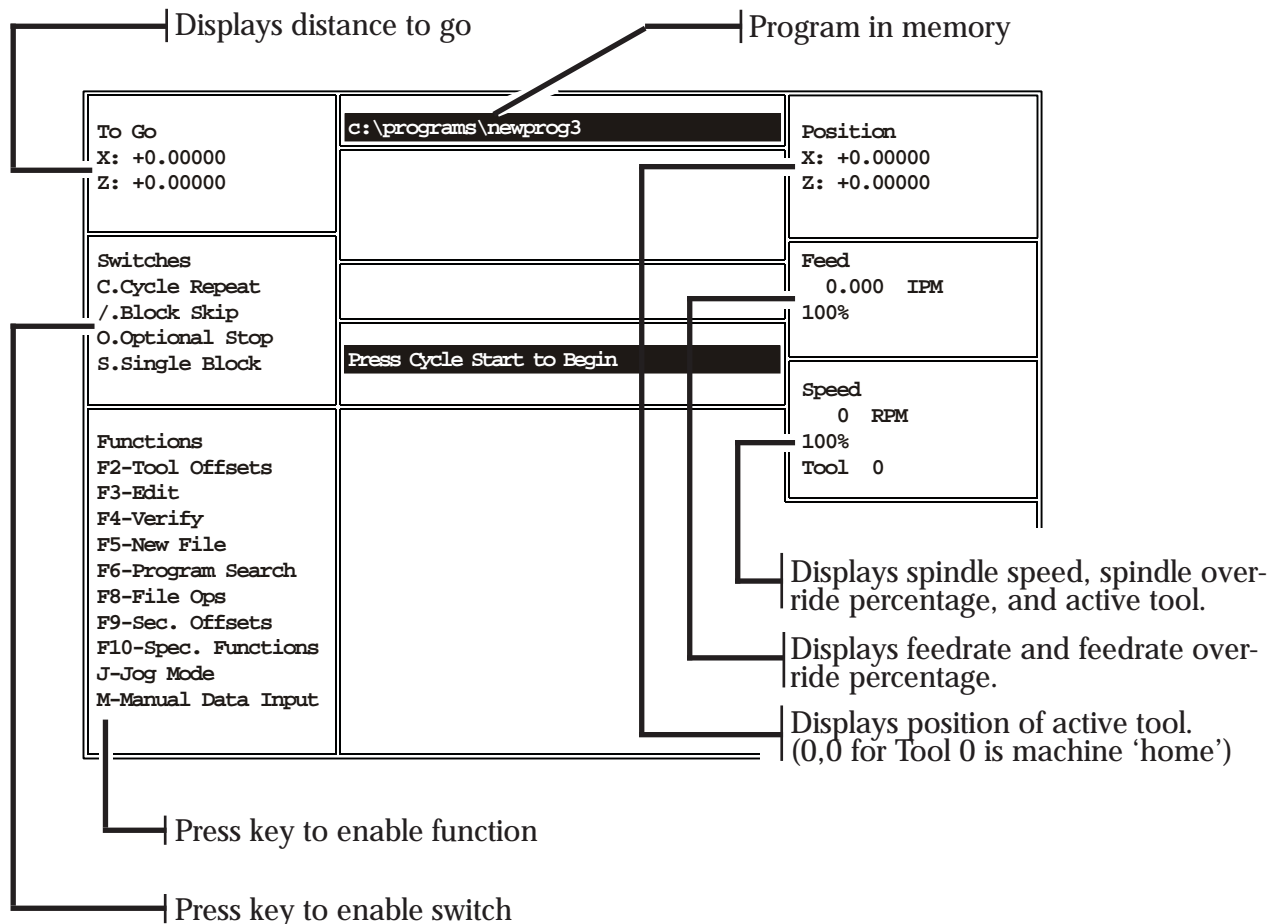 Displays distance to go
Program in memory
To Go
X: +0.00000
Z: +0.00000
c:\programs\newprog3
Position
X: +0.00000
Z: +0.00000
Switches
C.Cycle Repeat
/.Block Skip
O.Optional Stop
S.Single Block
Press Cycle Start to Begin
Feed
0.000 IPM
100%
Speed
0 RPM
100%
Tool 0
Functions
F2-Tool Offsets
F3-Edit
F4-Verify
F5-New File
F6-Program Search
F8-File Ops
F9-Sec. Offsets
F10-Spec. Functions
J-Jog Mode
M-Manual Data Input
Displays spindle speed, spindle over-
ride percentage, and active tool.
Displays feedrate and feedrate over-
ride percentage.
Displays position of active tool.
(0,0 for Tool 0 is machine ‘home’)
Press key to enable function
Press key to enable switch